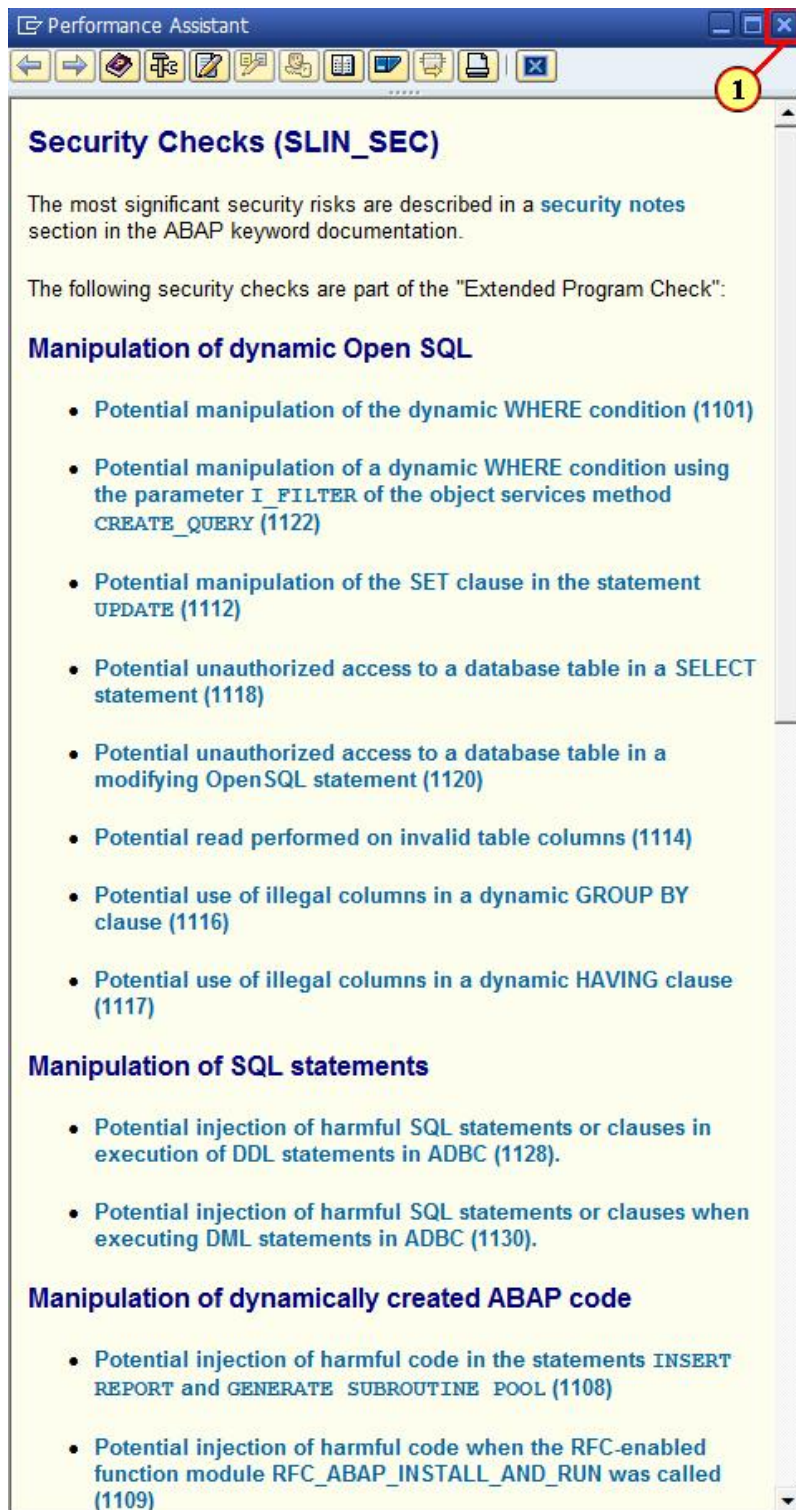 Performance Assistant
1
Security Checks (SLIN_SEC)
The most significant security risks are described in a security notes
section in the ABAP keyword documentation.
The following security checks are part of the "Extended Program Check":
Manipulation of dynamic Open SQL
• Potential manipulation of the dynamic WHERE condition (1101)
• Potential manipulation of a dynamic WHERE condition using
the parameter I_FILTER of the object services method
CREATE_QUERY (1122)
• Potential manipulation of the SET clause in the statement
UPDATE (1112)
• Potential unauthorized access to a database table in a SELECT
statement (1118)
• Potential unauthorized access to a database table in a
modifying OpenSQL statement (1120)
• Potential read performed on invalid table columns (1114)
• Potential use of illegal columns in a dynamic GROUP BY
clause (1116)
• Potential use of illegal columns in a dynamic HAVING clause
(1117)
Manipulation of SQL statements
• Potential injection of harmful SQL statements or clauses in
execution of DDL statements in ADBC (1128).
• Potential injection of harmful SQL statements or clauses when
executing DML statements in ADBC (1130).
Manipulation of dynamically created ABAP code
• Potential injection of harmful code in the statements INSERT
REPORT and GENERATE SUBROUTINE POOL (1108)
• Potential injection of harmful code when the RFC-enabled
function module RFC_ABAP_INSTALL_AND_RUN was called
(1109)